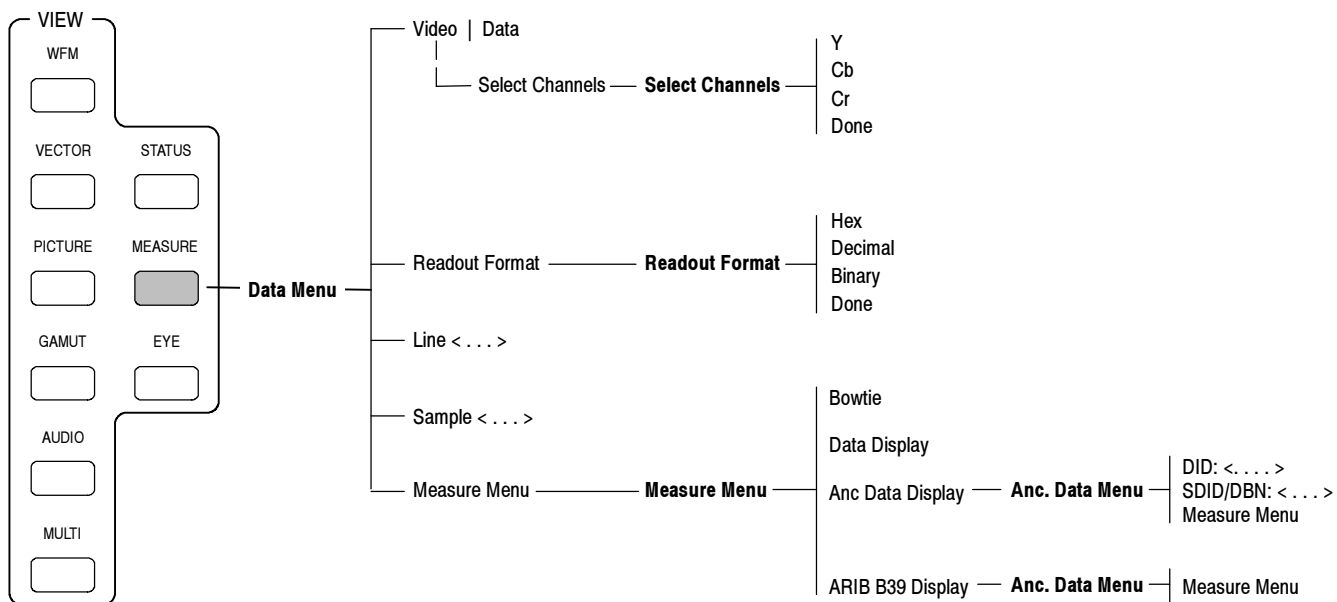 VIEW
WFM
VECTOR STATUS
PICTURE MEASURE
GAMUT EYE
AUDIO
MULTI
Data Menu
Video | Data
Select Channels Select Channels
Y
Cb
Cr
Done
Readout Format Readout Format
Hex
Decimal
Binary
Done
Line < . . . >
Sample < . . . >
Measure Menu Measure Menu
Bowtie
Data Display
Anc Data Display Anc. Data Menu
DID: <. . . . >
SDID/DBN: < . . . >
Measure Menu
ARIB B39 Display Anc. Data Menu Measure Menu